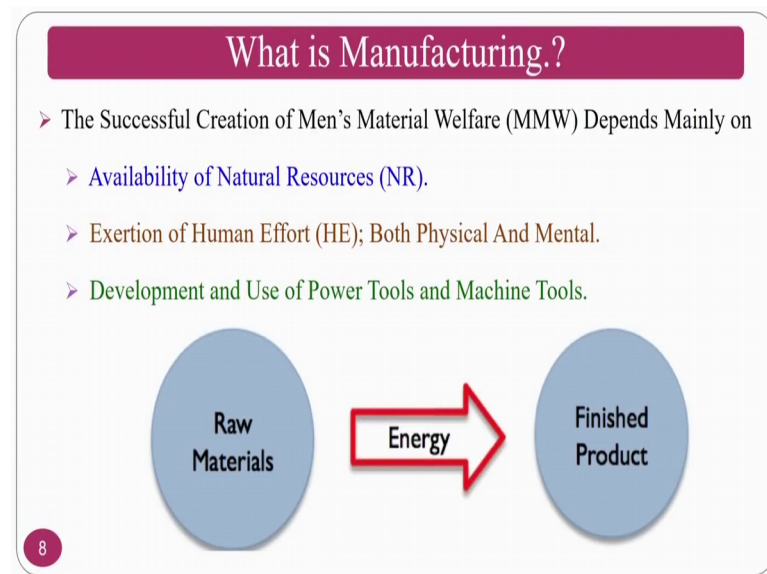 What is Manufacturing.?
The Successful Creation of Men's Material Welfare (MMW) Depends Mainly on
Availability of Natural Resources (NR).
Exertion of Human Effort (HE); Both Physical And Mental.
Development and Use of Power Tools and Machine Tools.
Raw
Materials
Energy
Finished
Product
8